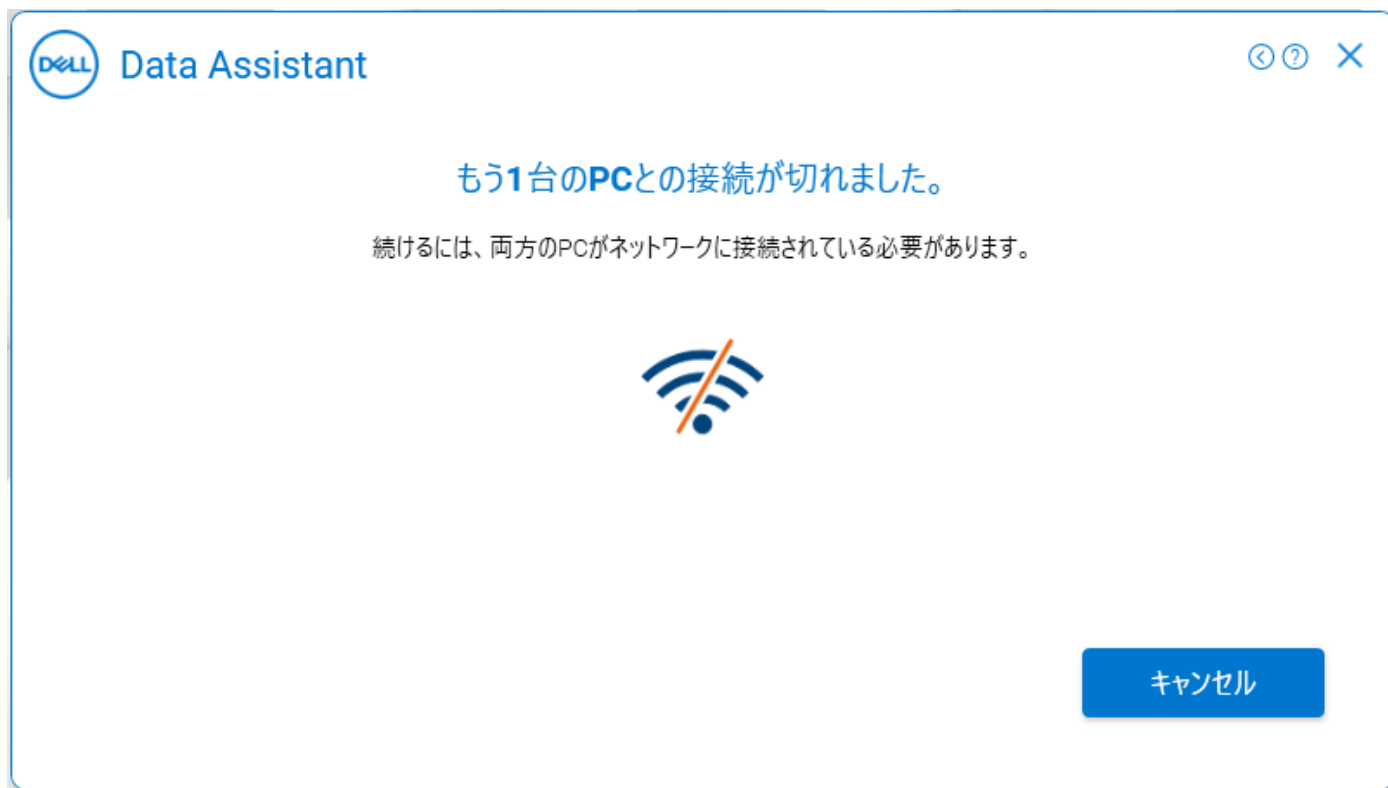 DELL
Data Assistant
?
もう1台のPCとの接続が切れました。
続けるには、両方のPCがネットワークに接続されている必要があります。
キャンセル